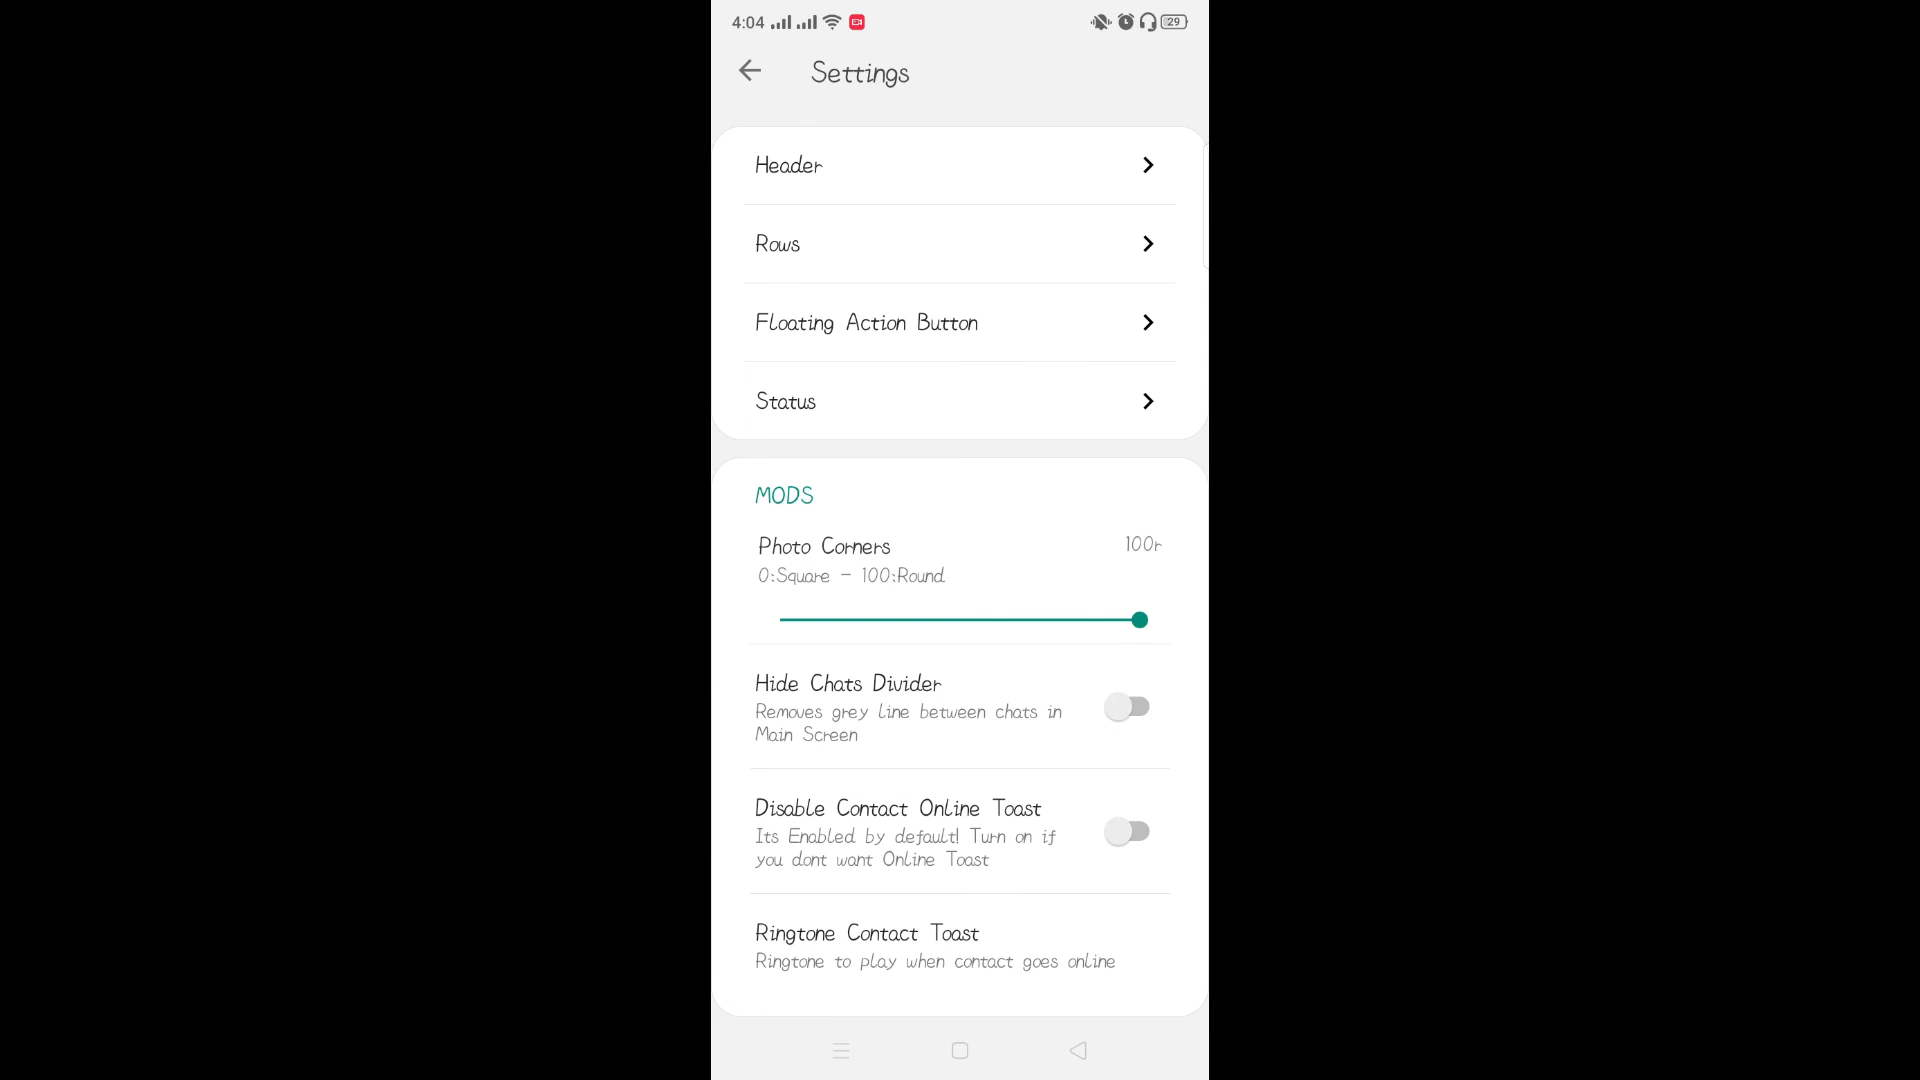 4:04
29
Settings
Header
Rows
Floating Action Button
Status
MODS
Photo Corners
100r
0:Square - 100:Round
Hide Chats Divider
Removes grey line between chats in
Main Screen
Disable Contact Online Toast
Its Enabled by default! Turn on if
you dont want Online Toast
Ringtone Contact Toast
Ringtone to play when contact goes online